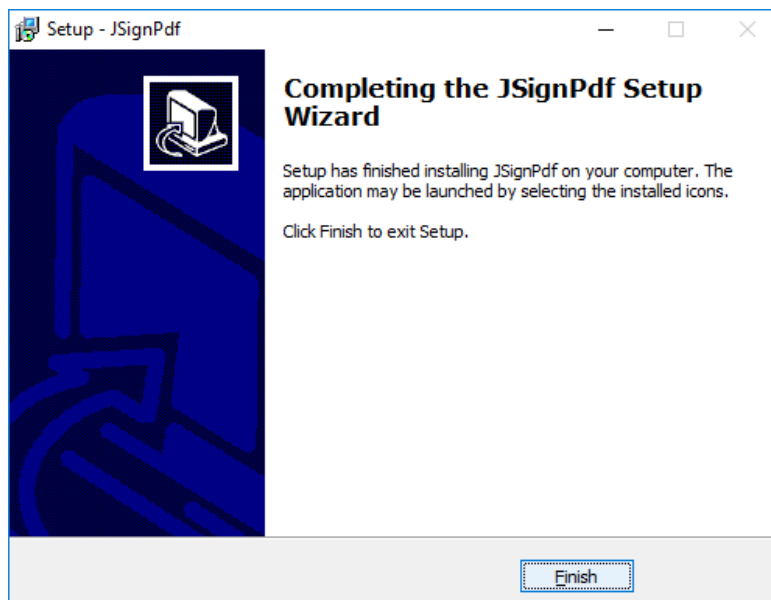 Setup - JSignPdf
Completing the JSignPdf Setup
Wizard
Setup has finished installing JSignPdf on your computer. The
application may be launched by selecting the installed icons.
Click Finish to exit Setup.
Finish